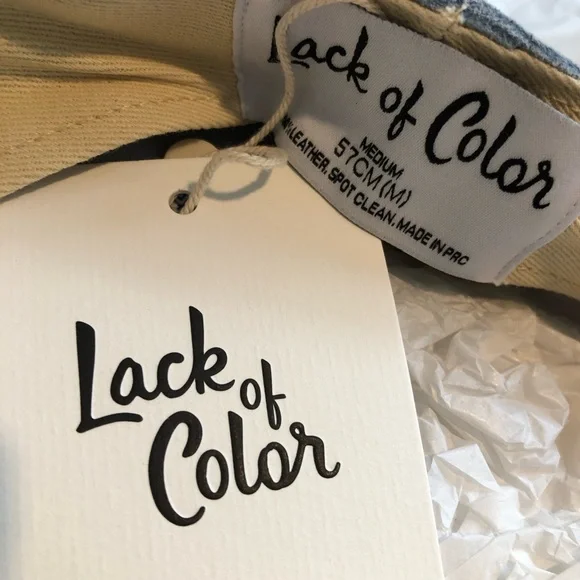 Lack
of
Color
MEDIUM
57CM (M)
LEATHER. SPOT CLEAN. MADE IN PRC
Lack
of
Color